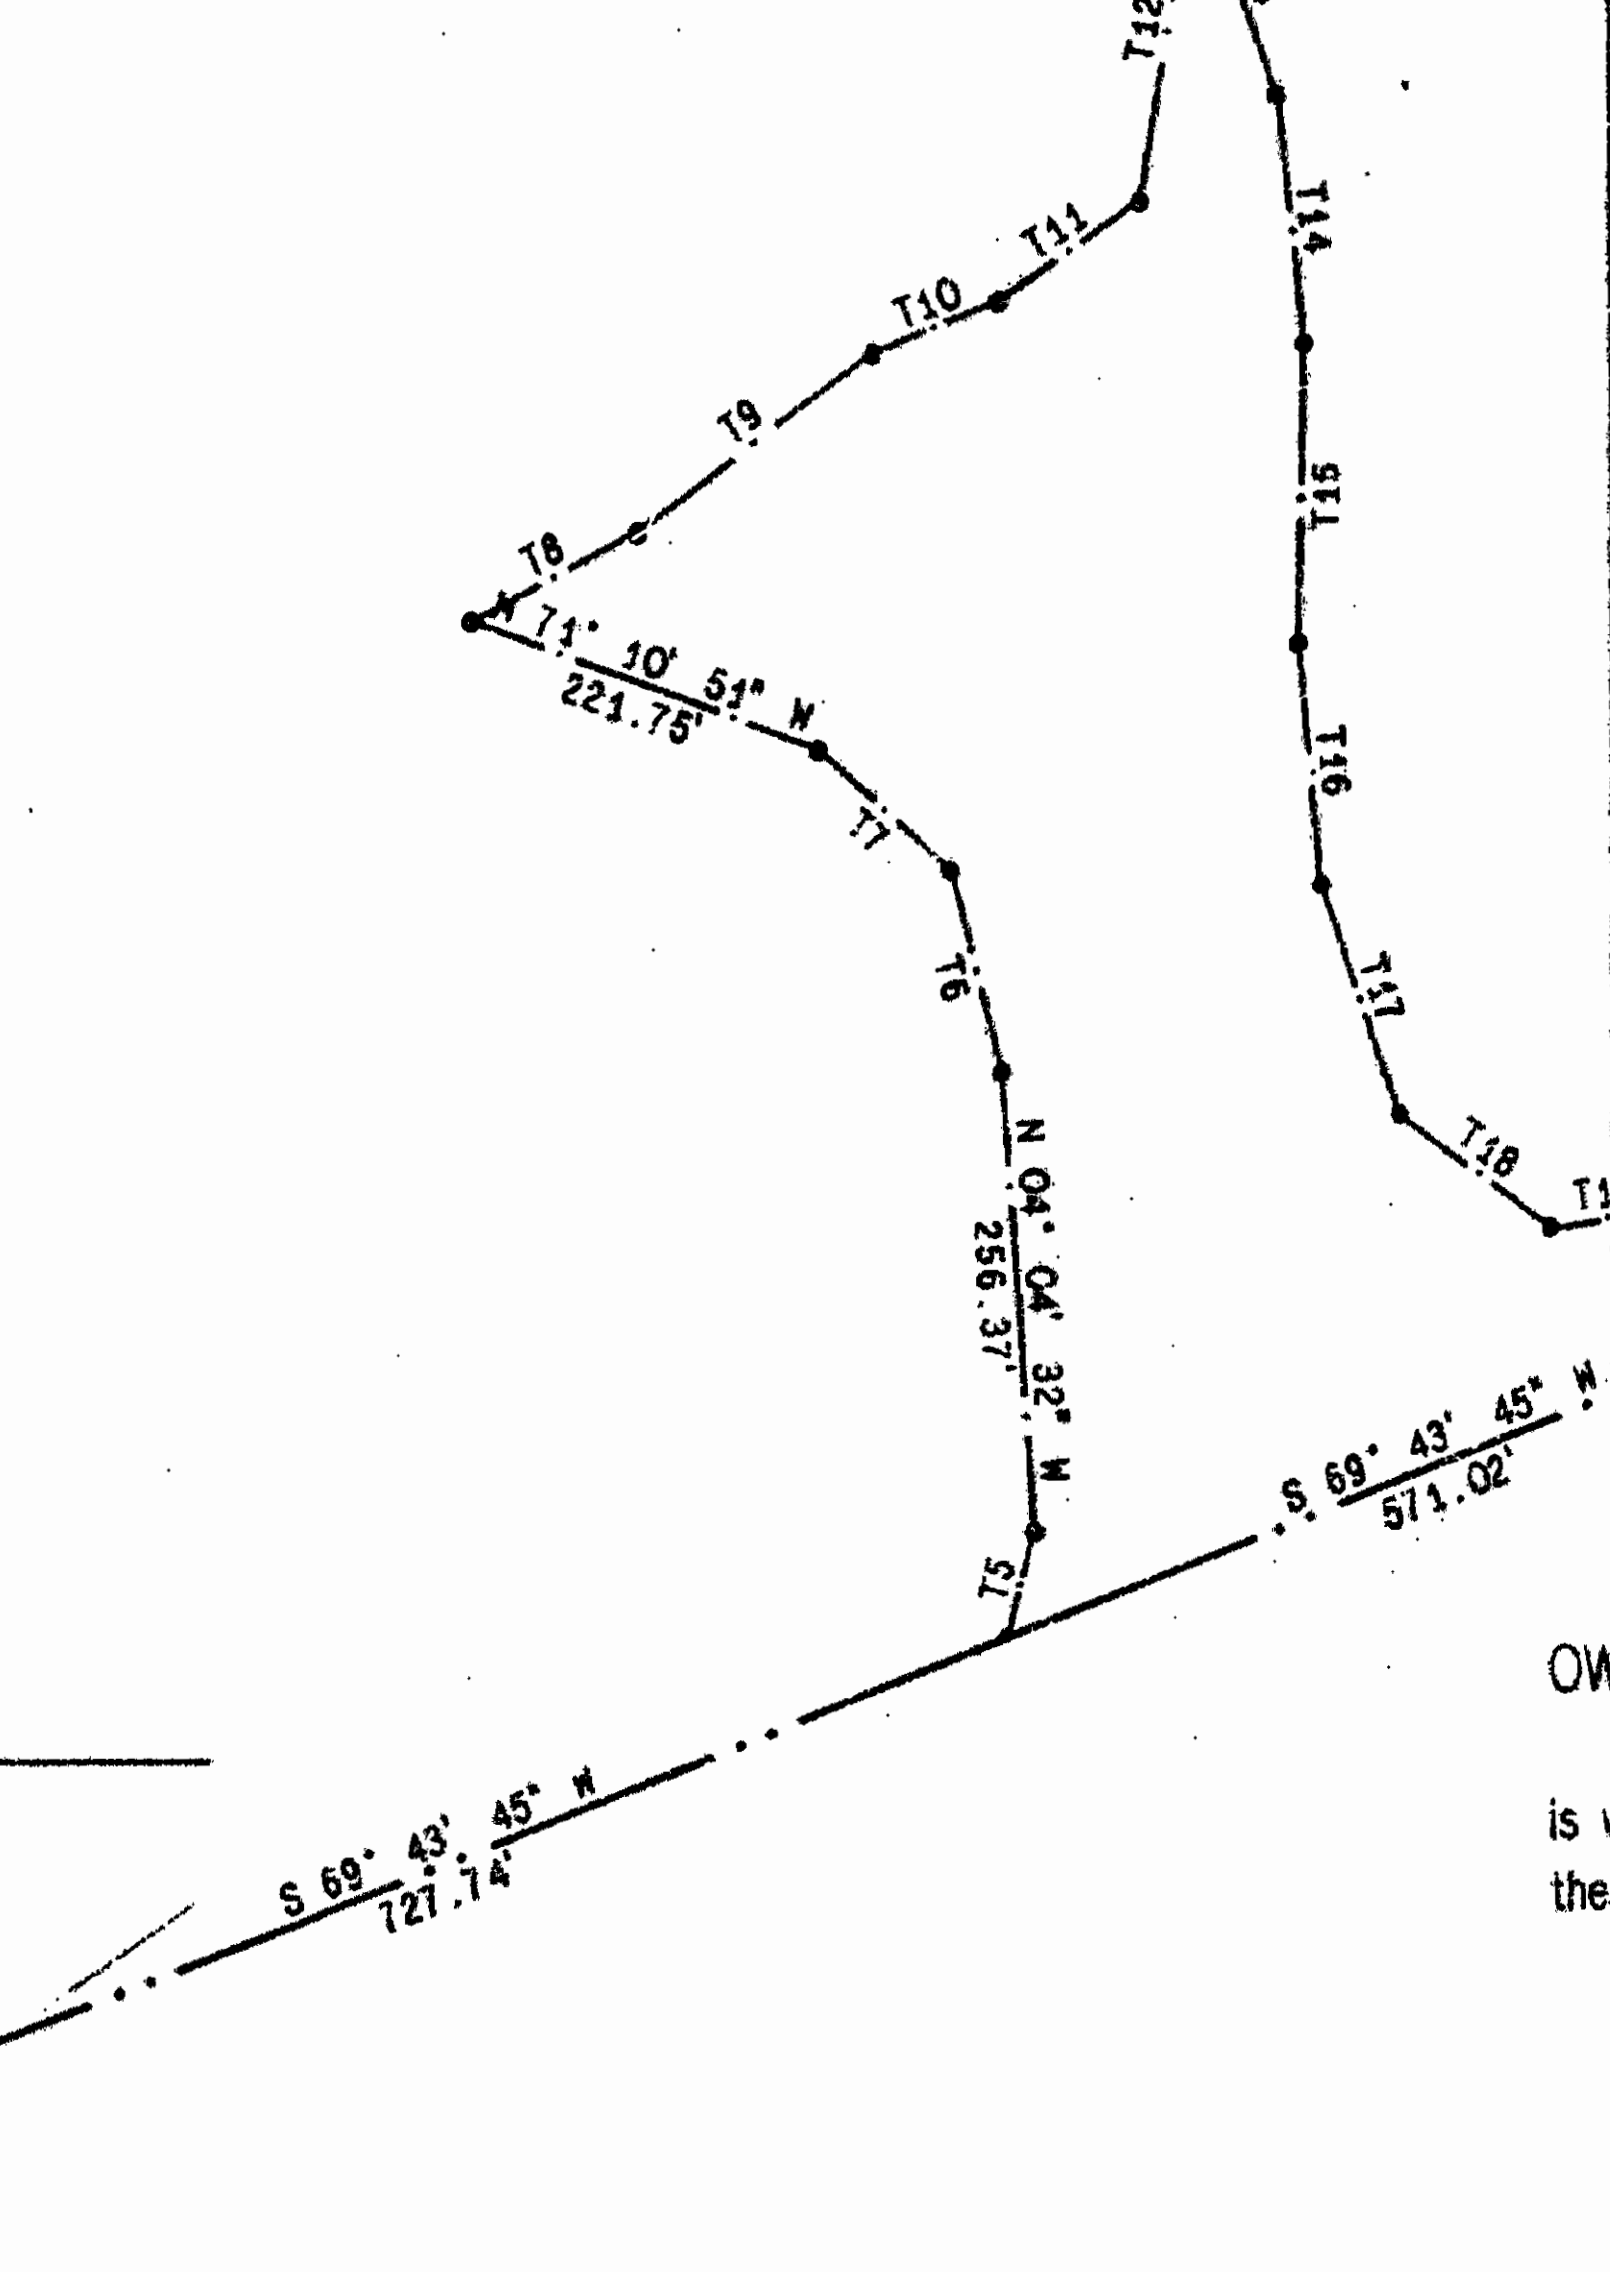 T12
T14
T11
T10
T9
T15
T8
N 71° 10' 51" W
221.75'
T16
T7
T6
T17
N 04° 04' 32" W
256.37'
T18
T1
S 69° 43' 45" W
571.02'
T5
OW
is
the
S 69° 43' 45" W
727.74'